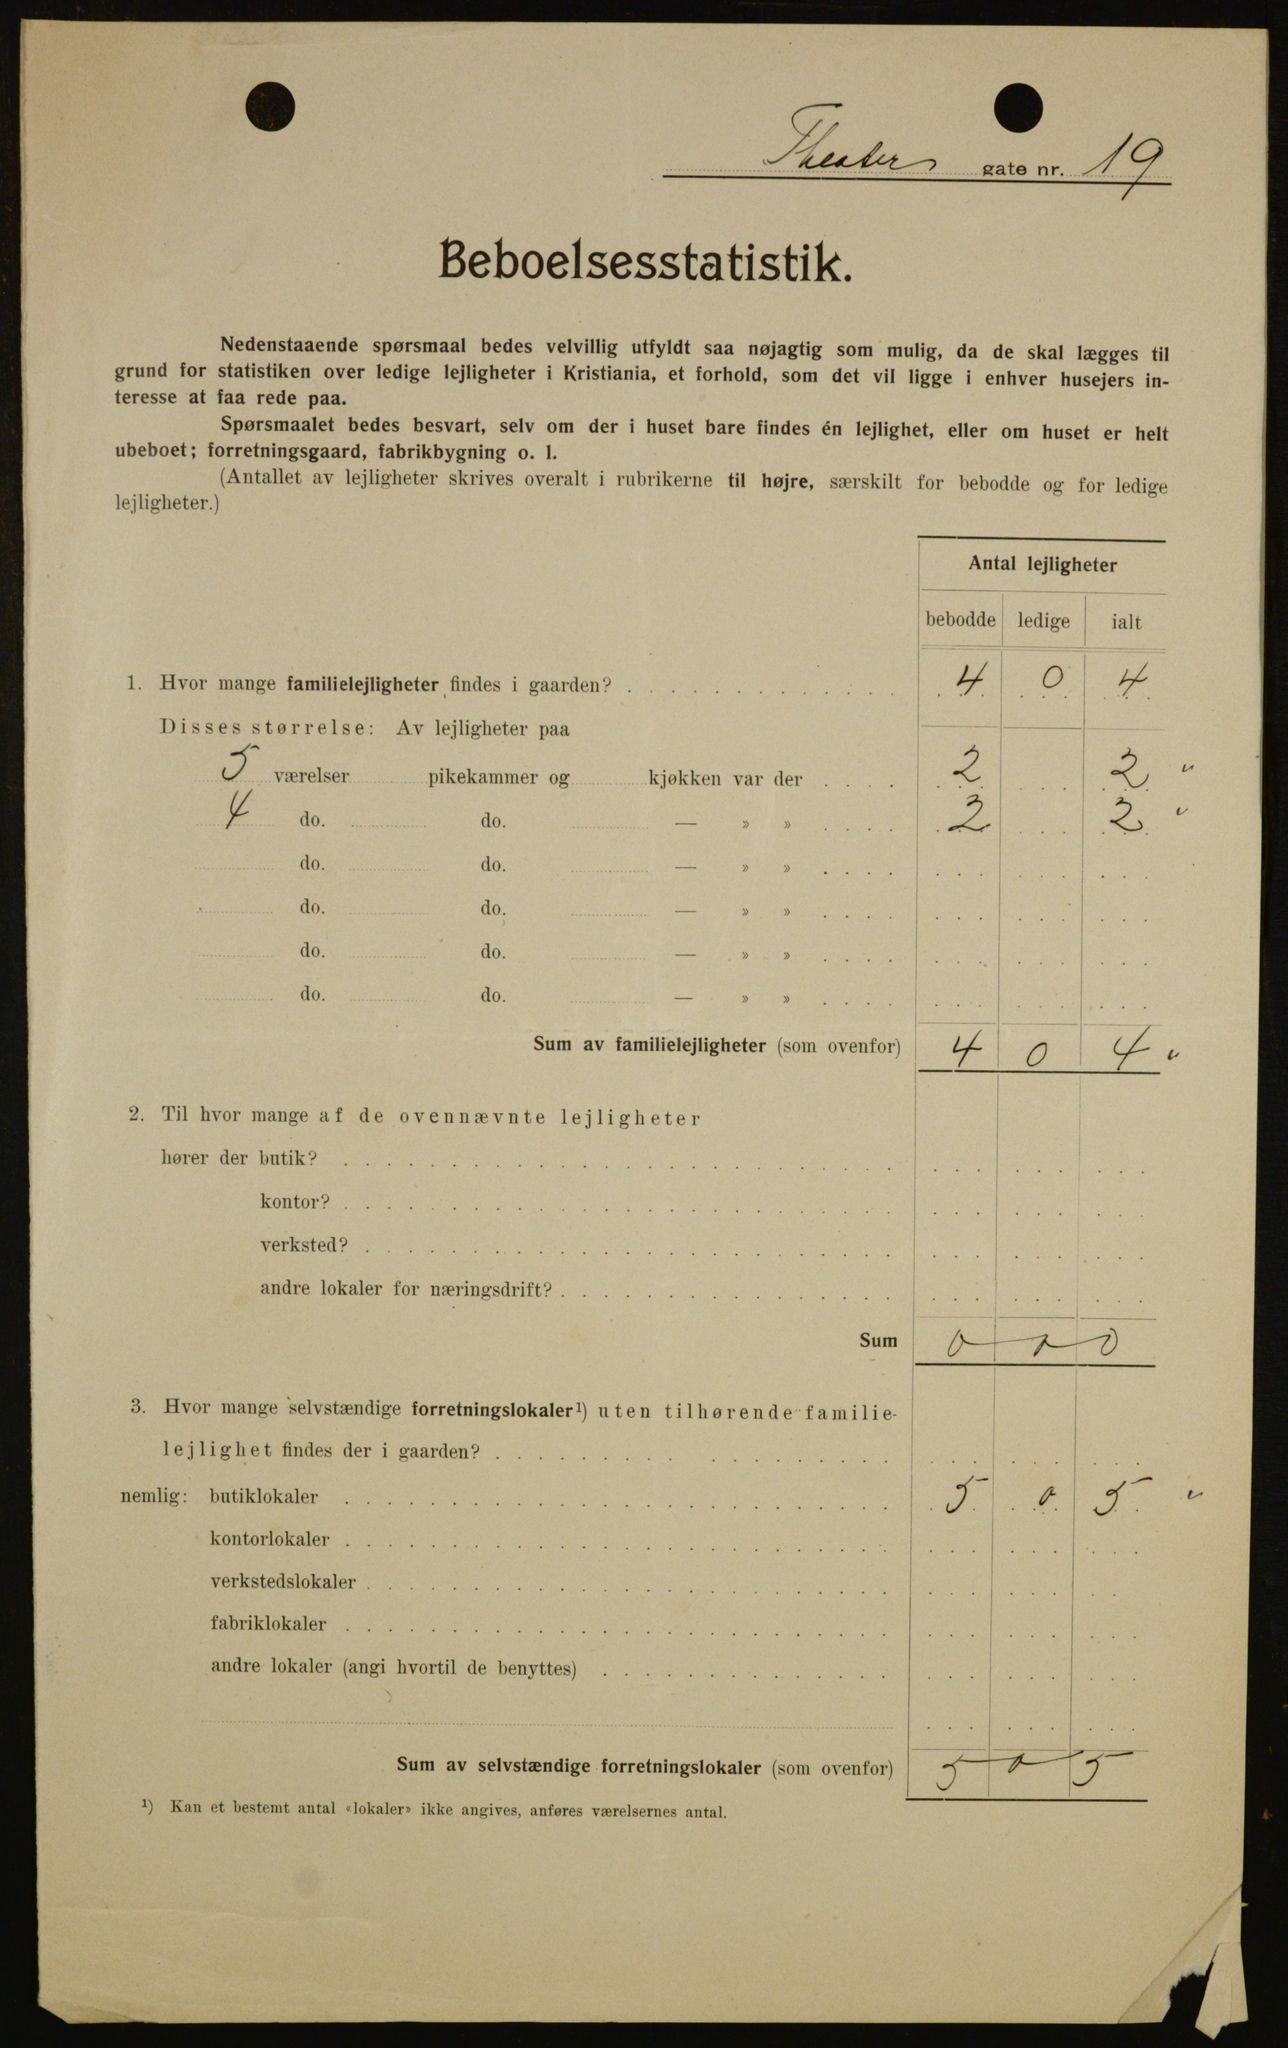 Theater gate nr. 19
Beboelsesstatistik.
Nedenstaaende spørsmaal bedes velvillig utfyldt saa nøjagtig som mulig, da de skal lægges til
grund for statistiken over ledige lejligheter i Kristiania, et forhold, som det vil ligge i enhver husejers in-
teresse at faa rede paa.
Spørsmaalet bedes besvart, selv om der i huset bare findes én lejlighet, eller om huset er helt
ubeboet; forretningsgaard, fabrikbygning o. l.
(Antallet av lejligheter skrives overalt i rubrikerne til højre, særskilt for bebodde og for ledige
lejligheter.)
Antal lejligheter
bebodde ledige ialt
1. Hvor mange familielejligheter findes i gaarden? 4 0 4
Disses størrelse: Av lejligheter paa
5 værelser pikekammer og kjøkken var der 2 2 "
4 do. do. — » » 2 2 "
do. do. — » »
do. do. — » »
do. do. — » »
do. do. — » »
Sum av familielejligheter (som ovenfor) 4 0 4 "
2. Til hvor mange af de ovennævnte lejligheter
hører der butik?
kontor?
verksted?
andre lokaler for næringsdrift?
Sum 0 0 0
3. Hvor mange selvstændige forretningslokaler¹) uten tilhørende familie-
lejlighet findes der i gaarden?
nemlig: butiklokaler 5 0 5 "
kontorlokaler
verkstedslokaler
fabriklokaler
andre lokaler (angi hvortil de benyttes)
Sum av selvstændige forretningslokaler (som ovenfor) 5 0 5
¹) Kan et bestemt antal «lokaler» ikke angives, anføres værelsernes antal.